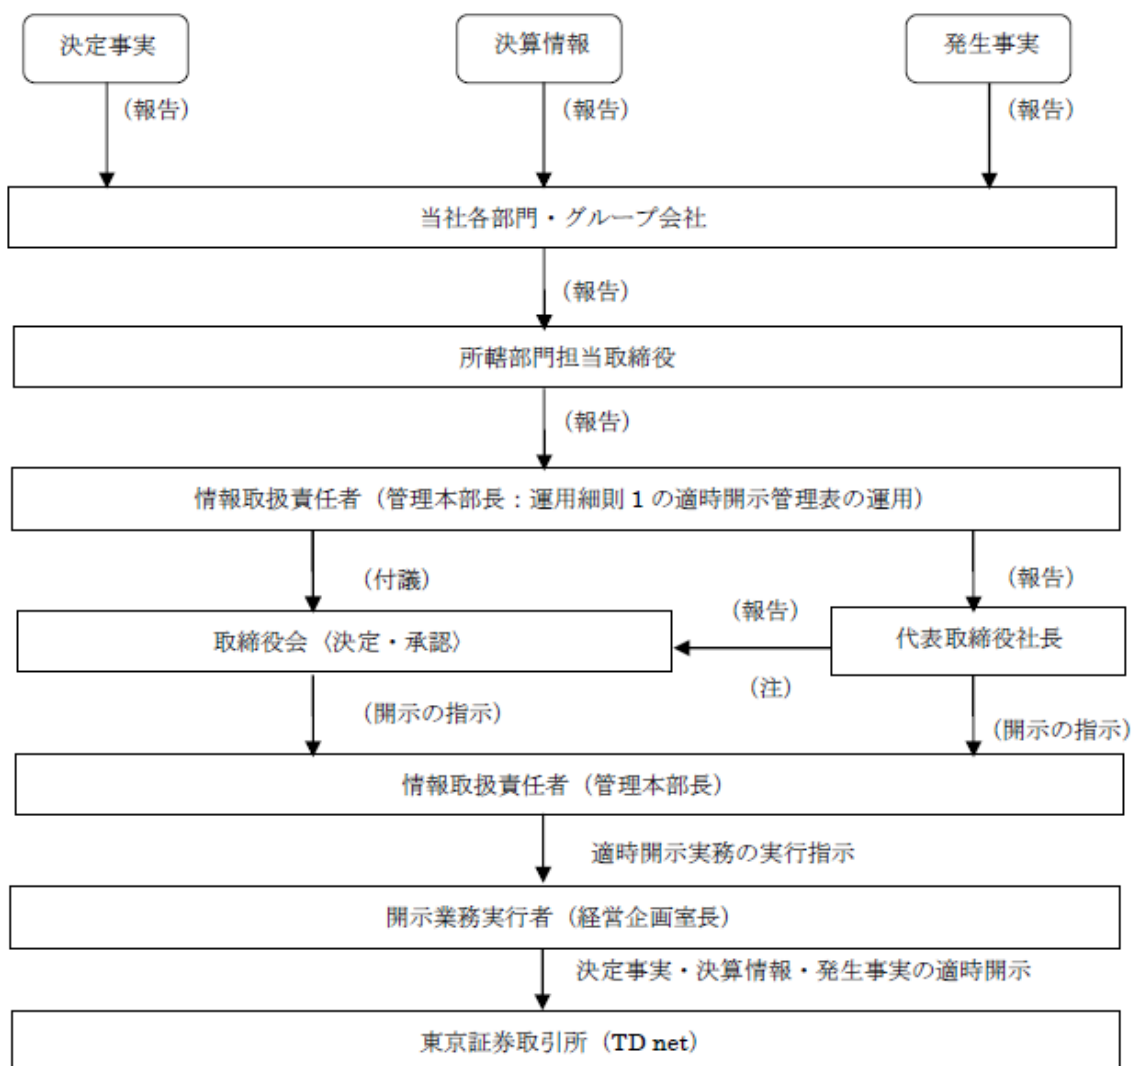 決定事実
決算情報
発生事実
(報告)
(報告)
(報告)
当社各部門・グループ会社
(報告)
所轄部門担当取締役
(報告)
情報取扱責任者(管理本部長:運用細則1の適時開示管理表の運用)
(付議)
(報告)
(報告)
取締役会〈決定・承認〉
代表取締役社長
(注)
(開示の指示)
(開示の指示)
情報取扱責任者(管理本部長)
適時開示実務の実行指示
開示業務実行者(経営企画室長)
決定事実・決算情報・発生事実の適時開示
東京証券取引所(TD net)